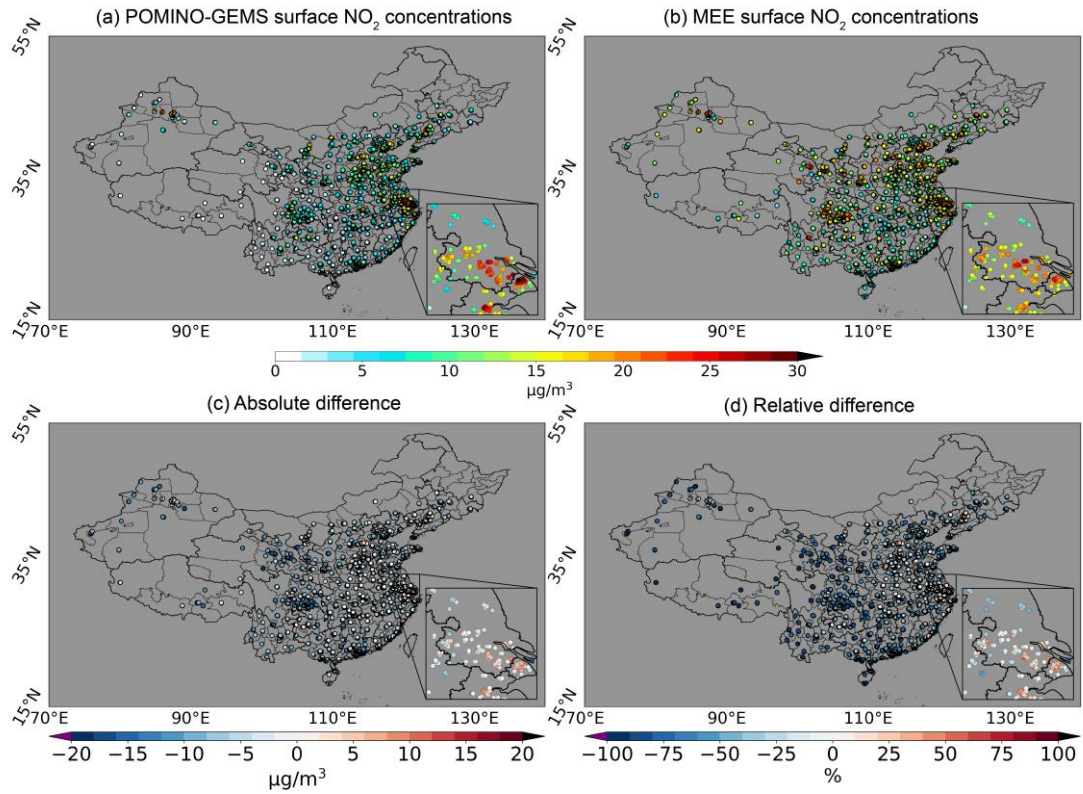 (a) POMINO-GEMS surface NO₂ concentrations
(b) MEE surface NO₂ concentrations
55°N
35°N
15°N
70°E 90°E 110°E 130°E
55°N
35°N
15°N
70°E 90°E 110°E 130°E
0 5 10 15 20 25 30
μg/m³
(c) Absolute difference
(d) Relative difference
55°N
35°N
15°N
70°E 90°E 110°E 130°E
55°N
35°N
15°N
70°E 90°E 110°E 130°E
−20 −15 −10 −5 0 5 10 15 20
μg/m³
−100 −75 −50 −25 0 25 50 75 100
%